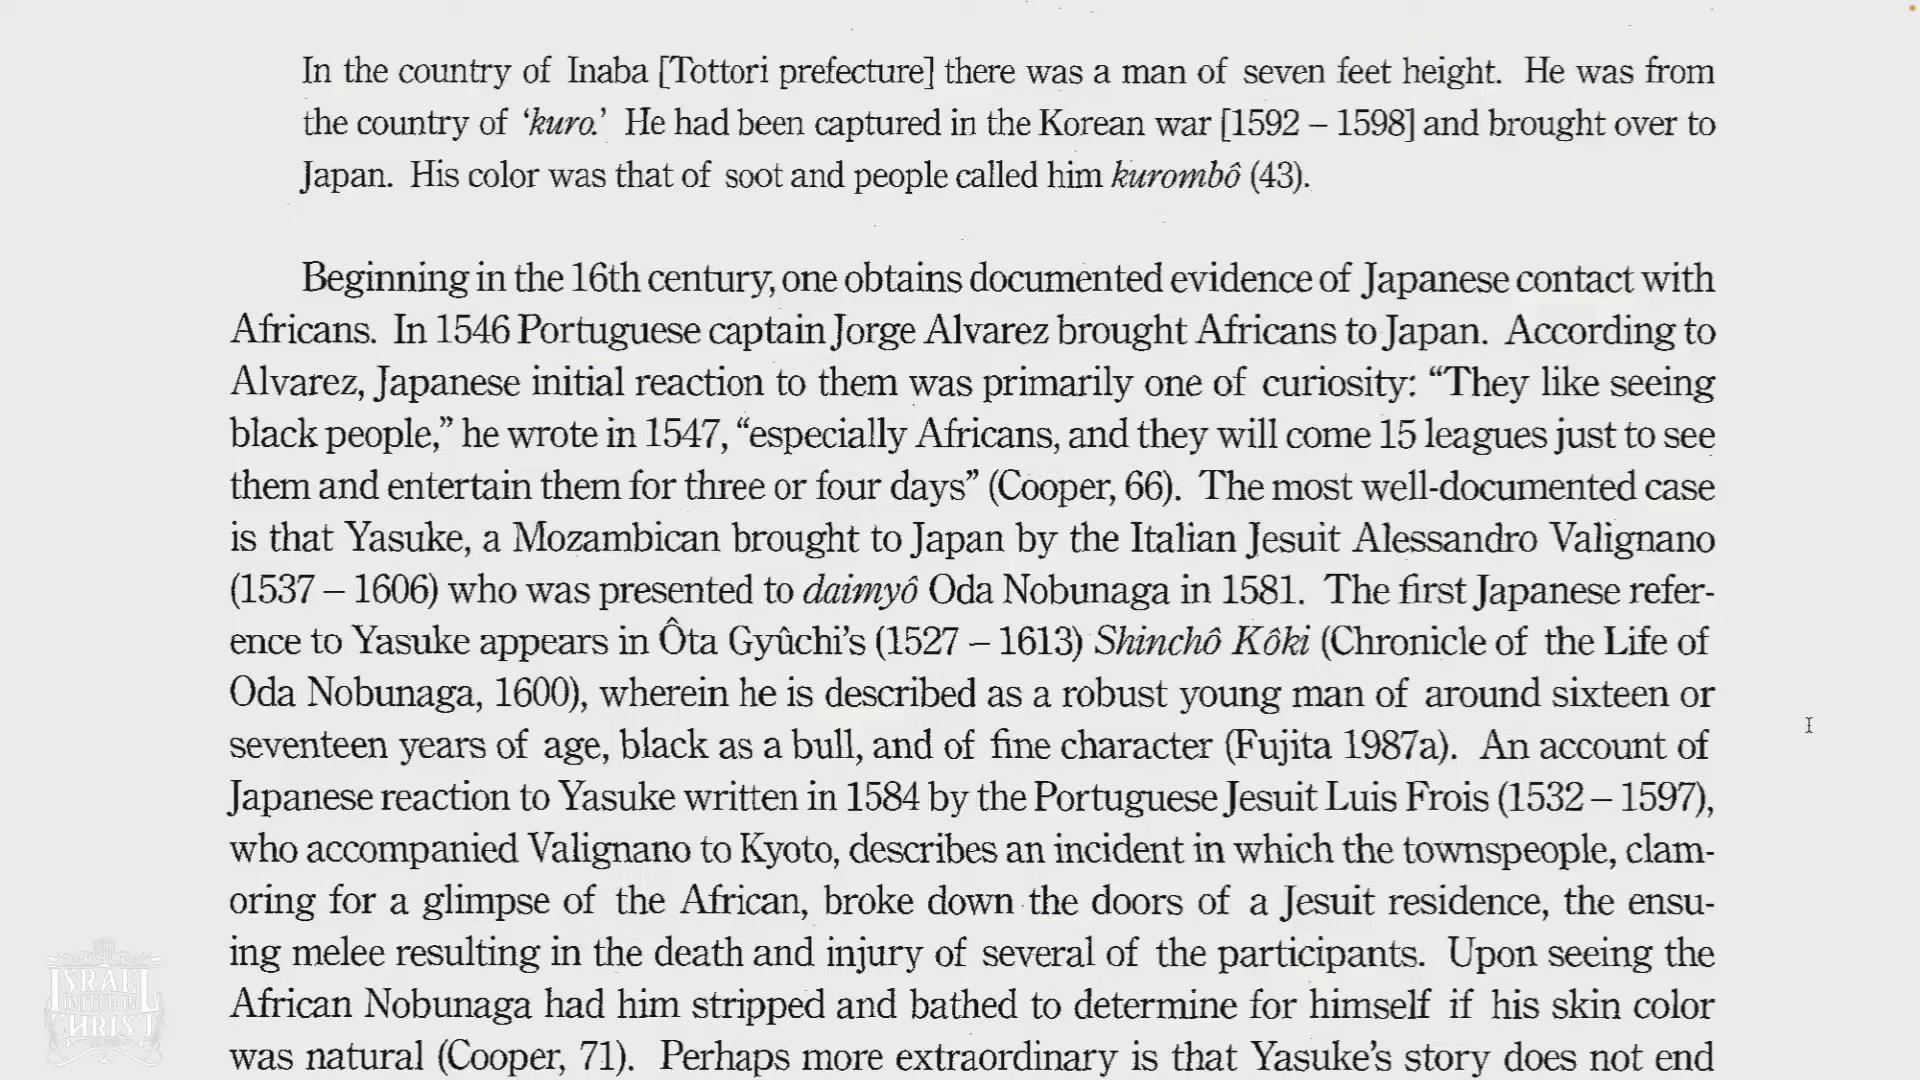 In the country of Inaba [Tottori prefecture] there was a man of seven feet height. He was from
the country of ‘kuro.’ He had been captured in the Korean war [1592 – 1598] and brought over to
Japan. His color was that of soot and people called him kurombô (43).
Beginning in the 16th century, one obtains documented evidence of Japanese contact with
Africans. In 1546 Portuguese captain Jorge Alvarez brought Africans to Japan. According to
Alvarez, Japanese initial reaction to them was primarily one of curiosity: “They like seeing
black people,” he wrote in 1547, “especially Africans, and they will come 15 leagues just to see
them and entertain them for three or four days” (Cooper, 66). The most well-documented case
is that Yasuke, a Mozambican brought to Japan by the Italian Jesuit Alessandro Valignano
(1537 – 1606) who was presented to daimyô Oda Nobunaga in 1581. The first Japanese refer-
ence to Yasuke appears in Ôta Gyûchi’s (1527 – 1613) Shinchô Kôki (Chronicle of the Life of
Oda Nobunaga, 1600), wherein he is described as a robust young man of around sixteen or
seventeen years of age, black as a bull, and of fine character (Fujita 1987a). An account of
Japanese reaction to Yasuke written in 1584 by the Portuguese Jesuit Luis Frois (1532 – 1597),
who accompanied Valignano to Kyoto, describes an incident in which the townspeople, clam-
oring for a glimpse of the African, broke down the doors of a Jesuit residence, the ensu-
ing melee resulting in the death and injury of several of the participants. Upon seeing the
African Nobunaga had him stripped and bathed to determine for himself if his skin color
was natural (Cooper, 71). Perhaps more extraordinary is that Yasuke’s story does not end
ISRAEL
UNITED IN
CHRIST